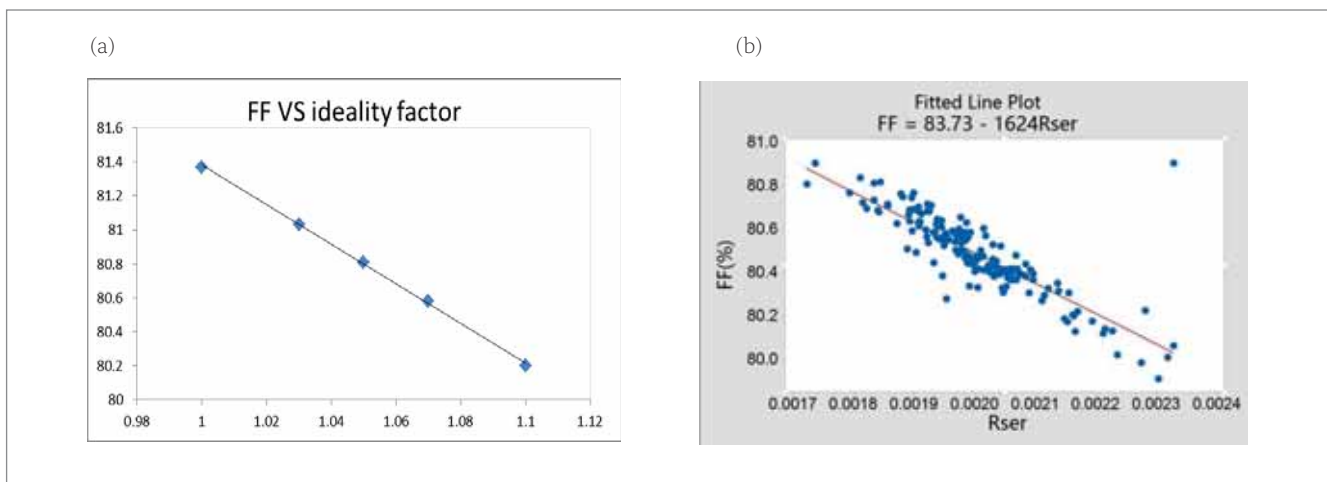 (a)
FF VS ideality factor
81.6
81.4
81.2
81
80.8
80.6
80.4
80.2
80
0.98 1 1.02 1.04 1.06 1.08 1.1 1.12
(b)
Fitted Line Plot
FF = 83.73 - 1624Rser
81.0
80.8
80.6
80.4
80.2
80.0
FF(%)
0.0017 0.0018 0.0019 0.0020 0.0021 0.0022 0.0023 0.0024
Rser